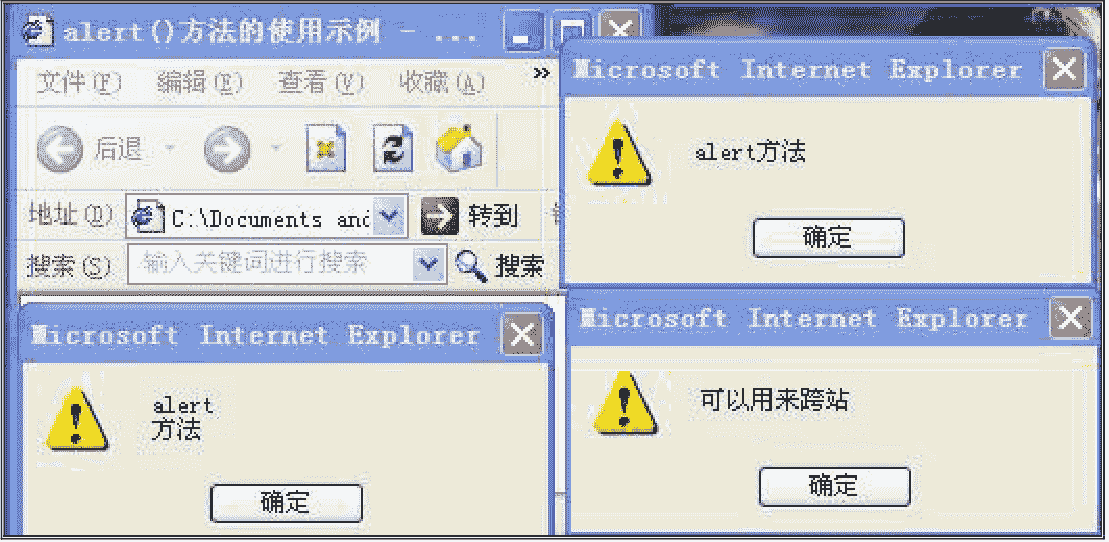 alert()方法的使用示例 - ...
文件(F) 编辑(E) 查看(V) 收藏(A) »
后退
地址(D) C:\Documents and 转到
搜索(S) 输入关键词进行搜索 搜索
Microsoft Internet Explorer
alert方法
确定
Microsoft Internet Explorer
alert
方法
确定
Microsoft Internet Explorer
可以用来跨站
确定